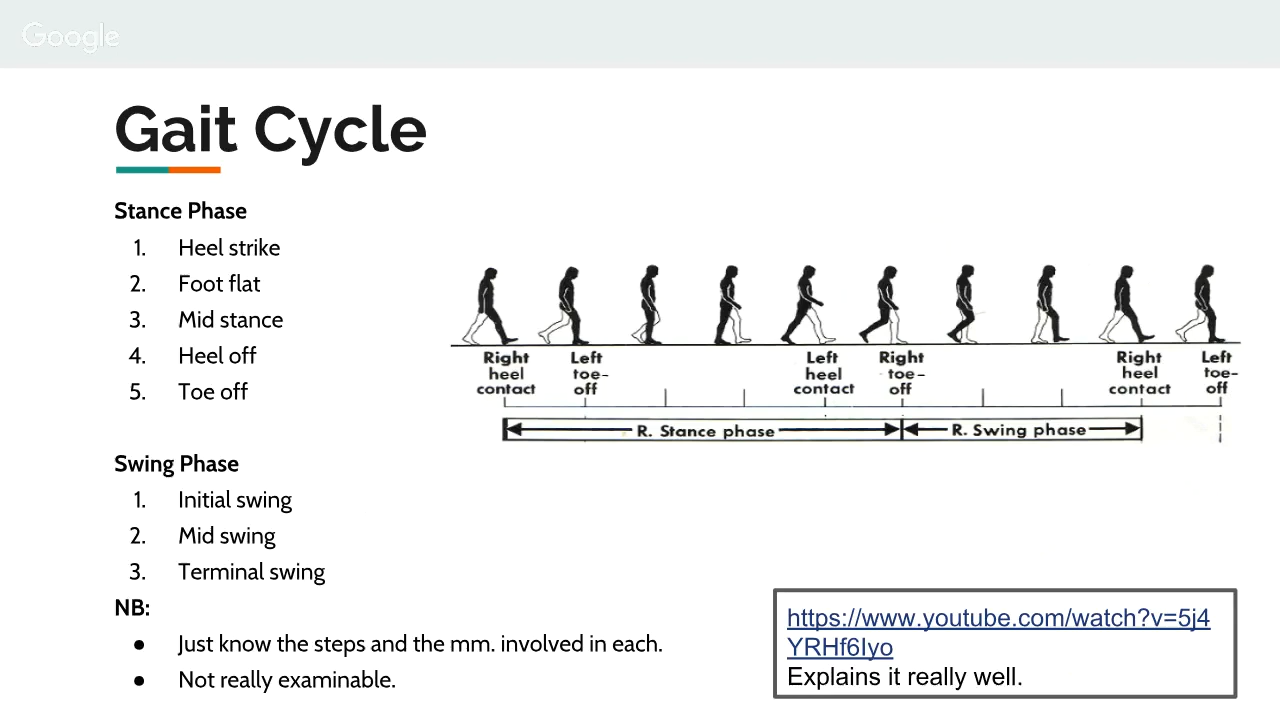 Google
Gait Cycle
Stance Phase
1. Heel strike
2. Foot flat
3. Mid stance
4. Heel off
5. Toe off
Swing Phase
1. Initial swing
2. Mid swing
3. Terminal swing
NB:
● Just know the steps and the mm. involved in each.
● Not really examinable.
Right heel contact
Left toe-off
Left heel contact
Right toe-off
Right heel contact
Left toe-off
R. Stance phase
R. Swing phase
https://www.youtube.com/watch?v=5j4
YRHf6Iyo
Explains it really well.